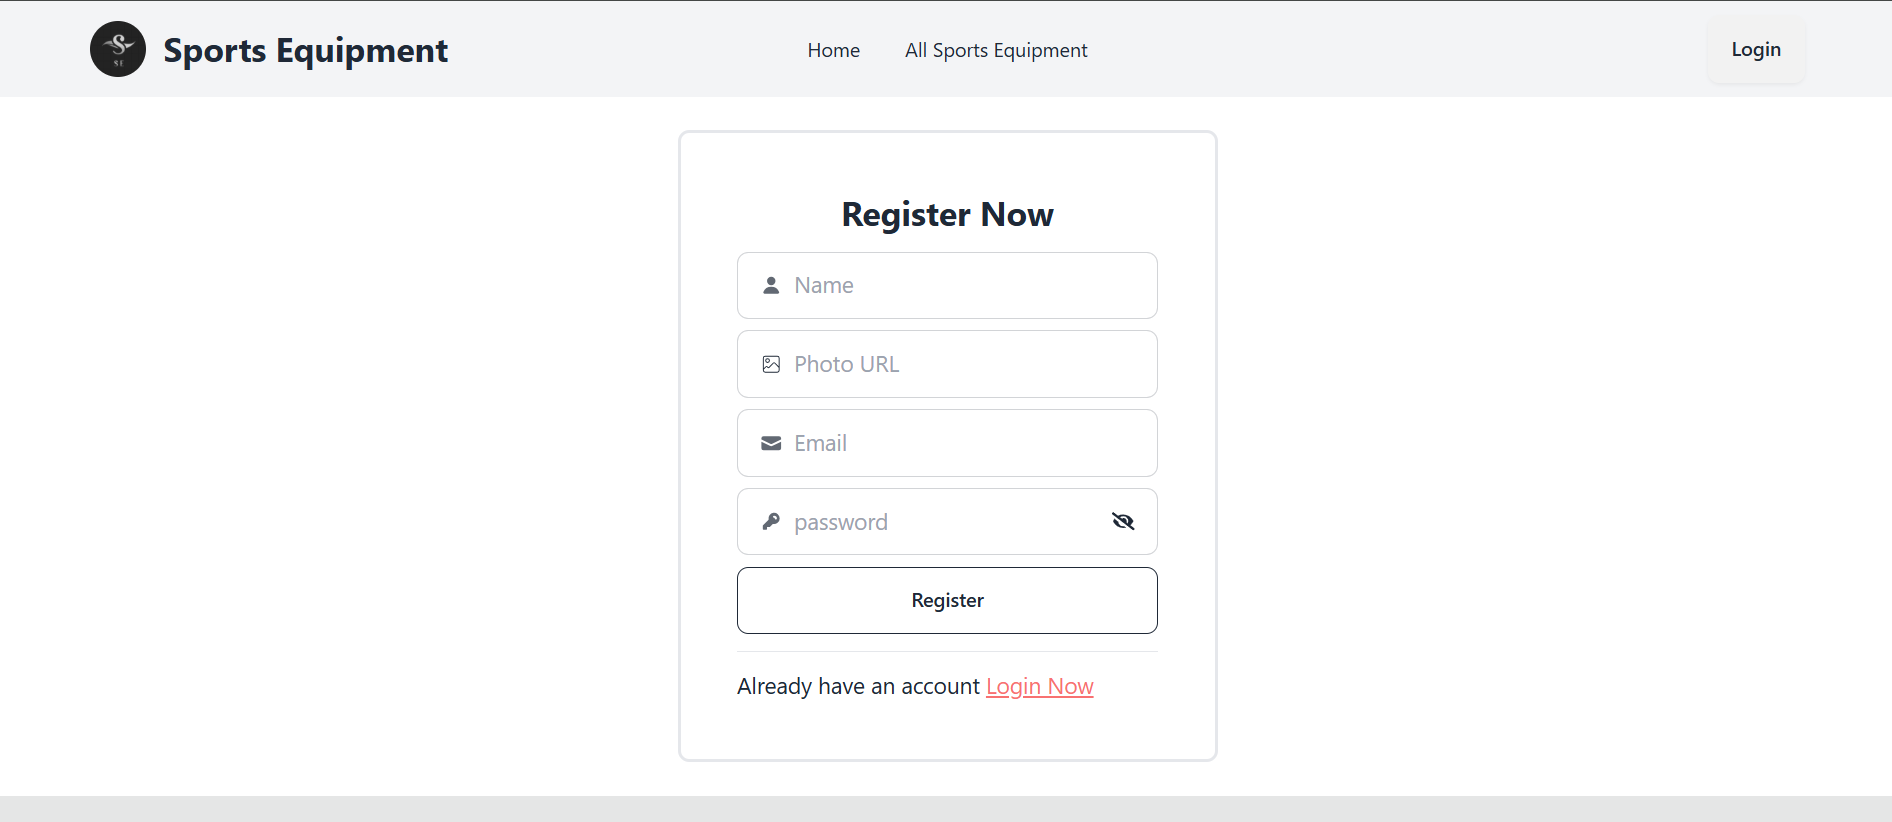 S
SE
Sports Equipment
Home
All Sports Equipment
Login
Register Now
Name
Photo URL
Email
password
Register
Already have an account Login Now